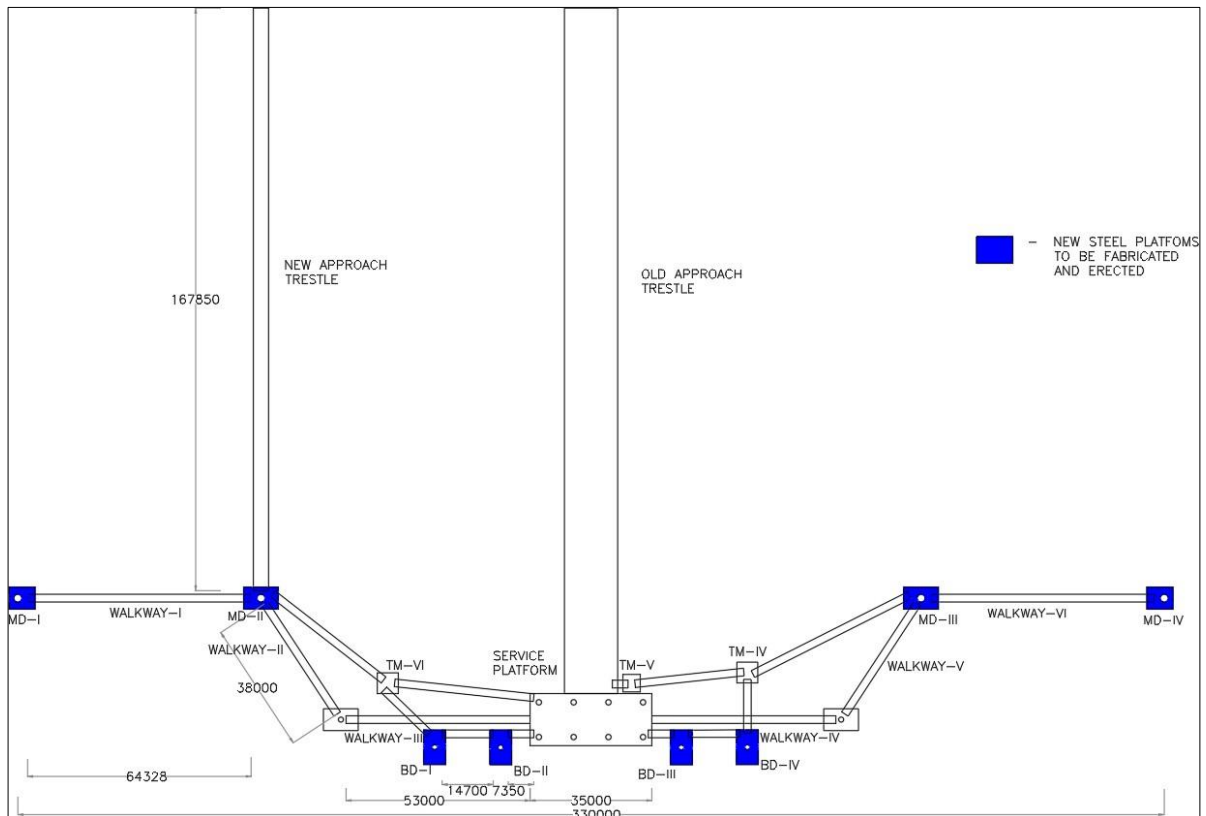 NEW STEEL PLATFOMS
TO BE FABRICATED
AND ERECTED
NEW APPROACH
TRESTLE
OLD APPROACH
TRESTLE
167850
MD-I
WALKWAY-I
MD-II
MD-III
WALKWAY-VI
MD-IV
WALKWAY-II
38000
TM-VI
SERVICE
PLATFORM
TM-V
TM-IV
WALKWAY-V
WALKWAY-III
WALKWAY-IV
BD-I
BD-II
BD-III
BD-IV
64328
14700
7350
53000
35000
330000